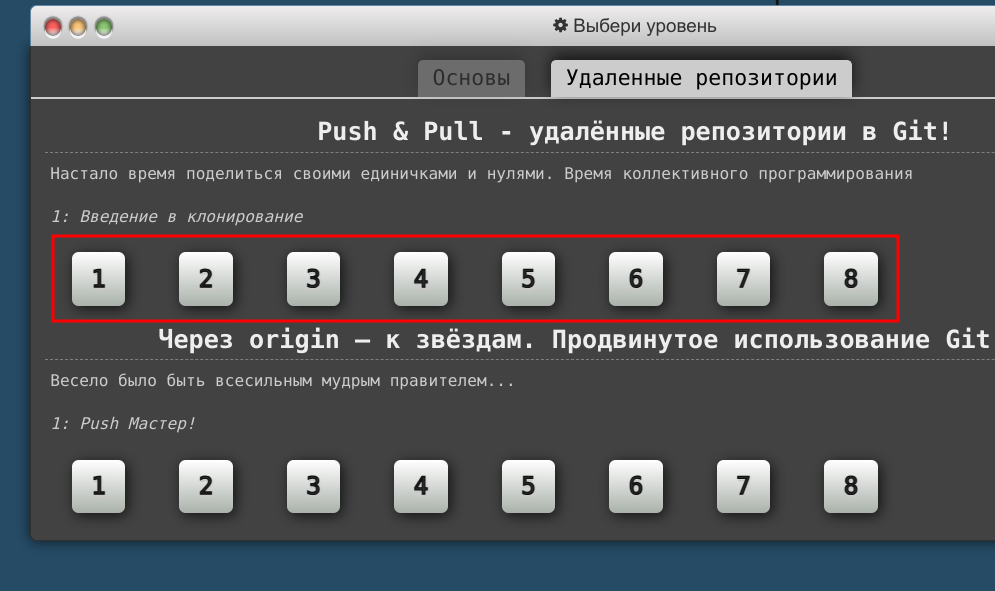 Выбери уровень
Основы
Удаленные репозитории
Push & Pull - удалённые репозитории в Git!
Настало время поделиться своими единичками и нулями. Время коллективного программирования
1: Введение в клонирование
1 2 3 4 5 6 7 8
Через origin – к звёздам. Продвинутое использование Git
Весело было быть всесильным мудрым правителем...
1: Push Мастер!
1 2 3 4 5 6 7 8